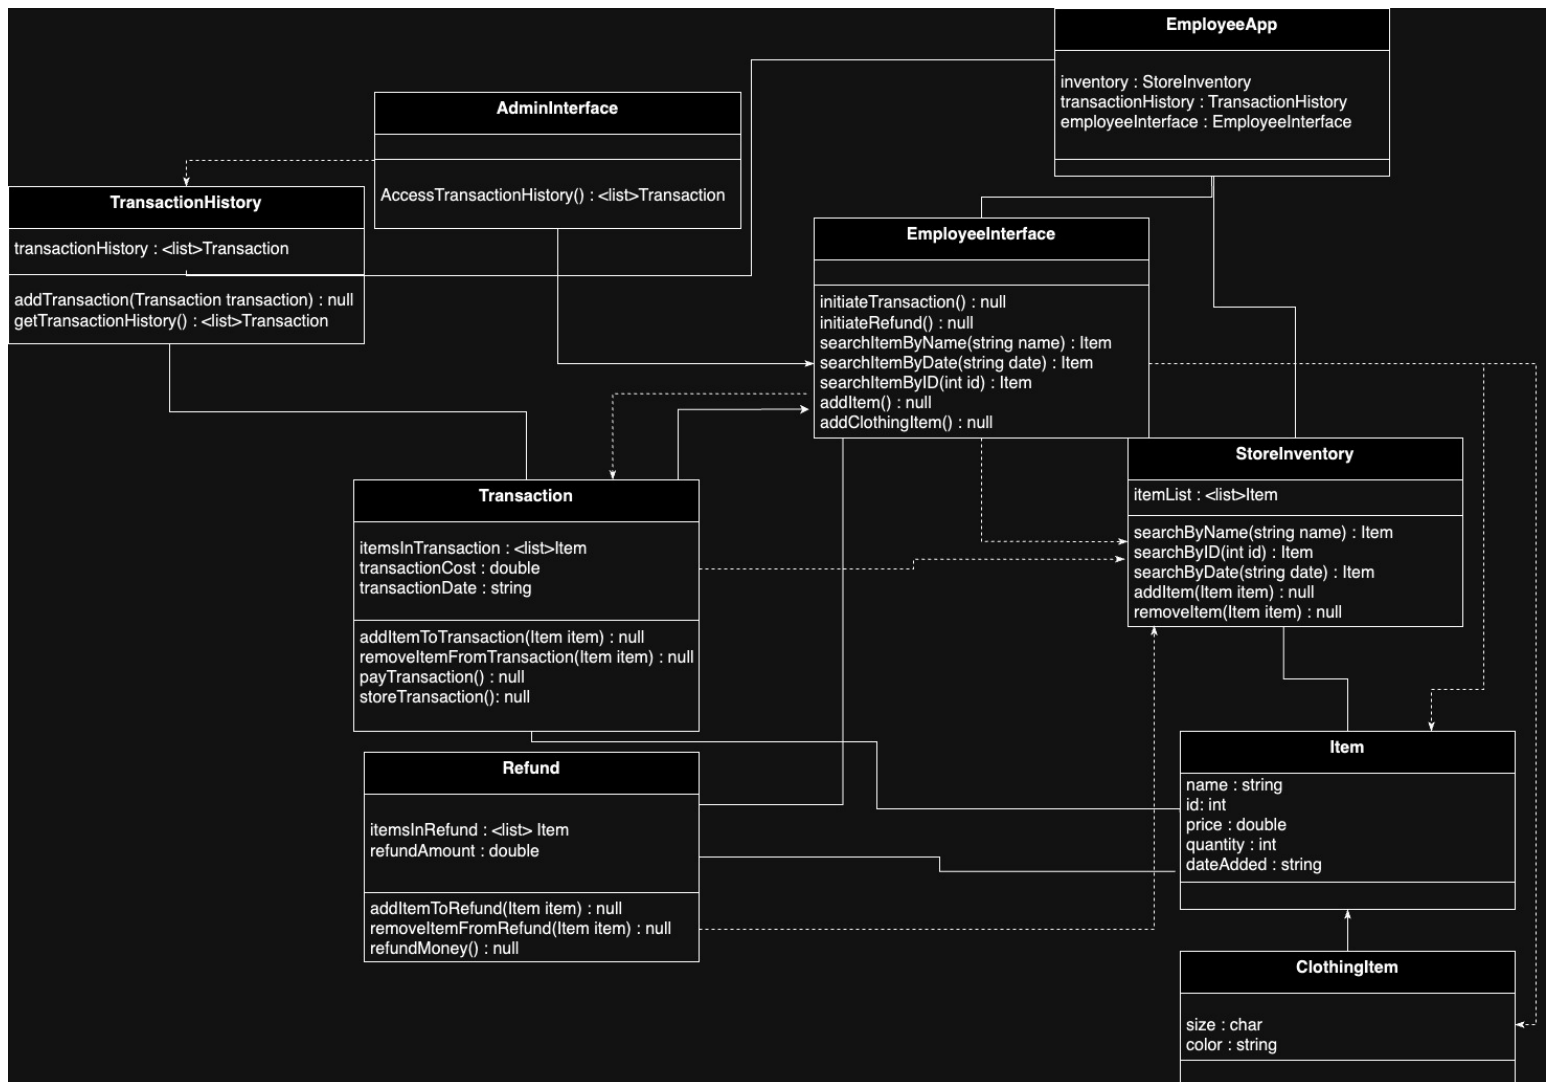 EmployeeApp
inventory : StoreInventory
transactionHistory : TransactionHistory
employeeInterface : EmployeeInterface
AdminInterface
AccessTransactionHistory() : <list>Transaction
TransactionHistory
transactionHistory : <list>Transaction
addTransaction(Transaction transaction) : null
getTransactionHistory() : <list>Transaction
EmployeeInterface
initiateTransaction() : null
initiateRefund() : null
searchItemByName(string name) : Item
searchItemByDate(string date) : Item
searchItemByID(int id) : Item
addItem() : null
addClothingItem() : null
StoreInventory
itemList : <list>Item
searchByName(string name) : Item
searchByID(int id) : Item
searchByDate(string date) : Item
addItem(Item item) : null
removeItem(Item item) : null
Transaction
itemsInTransaction : <list>Item
transactionCost : double
transactionDate : string
addItemToTransaction(Item item) : null
removeItemFromTransaction(Item item) : null
payTransaction() : null
storeTransaction(): null
Refund
itemsInRefund : <list> Item
refundAmount : double
addItemToRefund(Item item) : null
removeItemFromRefund(Item item) : null
refundMoney() : null
Item
name : string
id: int
price : double
quantity : int
dateAdded : string
ClothingItem
size : char
color : string